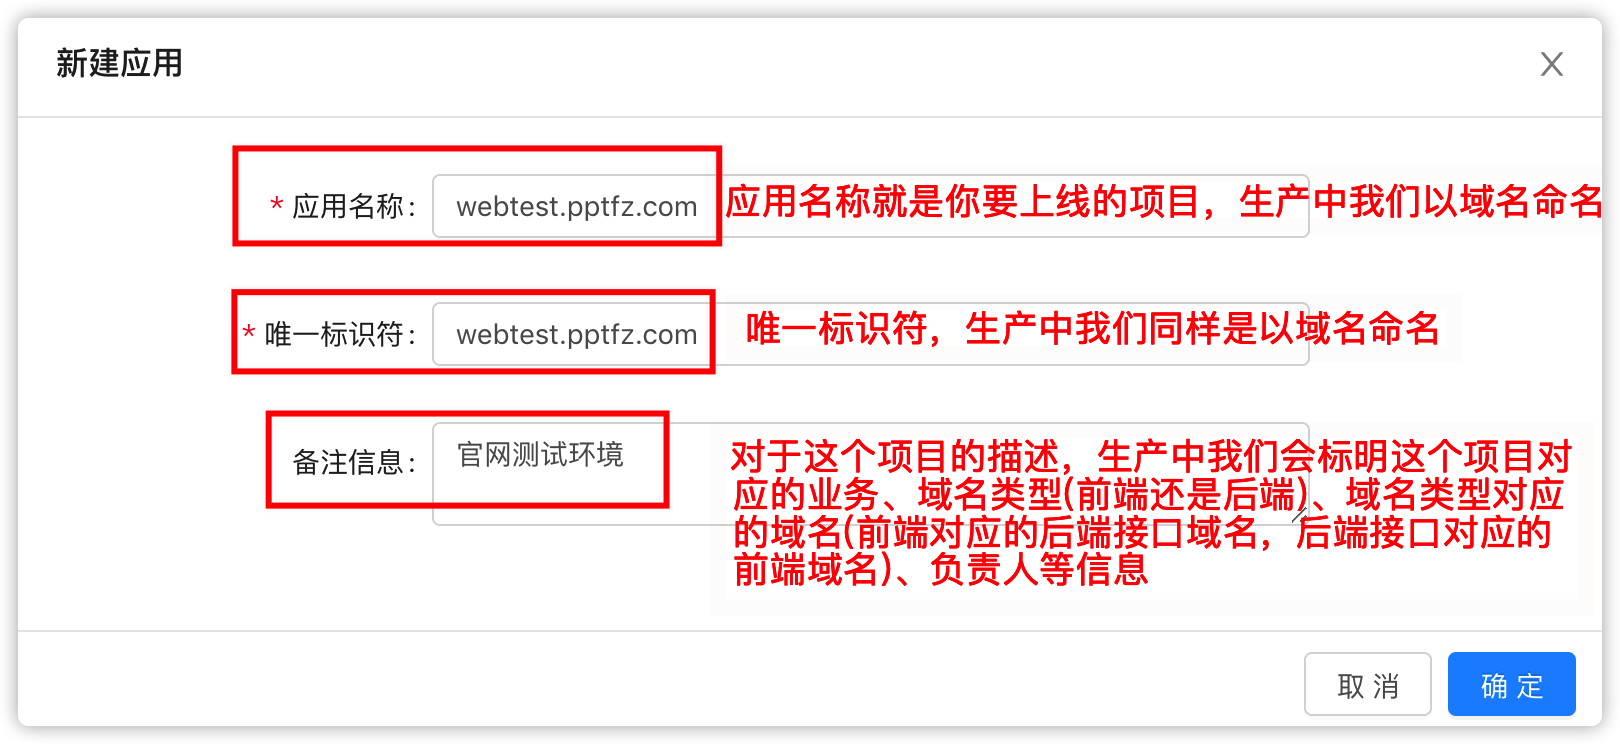 新建应用
* 应用名称： webtest.pptfz.com 应用名称就是你要上线的项目，生产中我们以域名命名
* 唯一标识符： webtest.pptfz.com 唯一标识符，生产中我们同样是以域名命名
备注信息： 官网测试环境
对于这个项目的描述，生产中我们会标明这个项目对
应的业务、域名类型(前端还是后端)、域名类型对应
的域名(前端对应的后端接口域名，后端接口对应的
前端域名)、负责人等信息
取 消 确 定